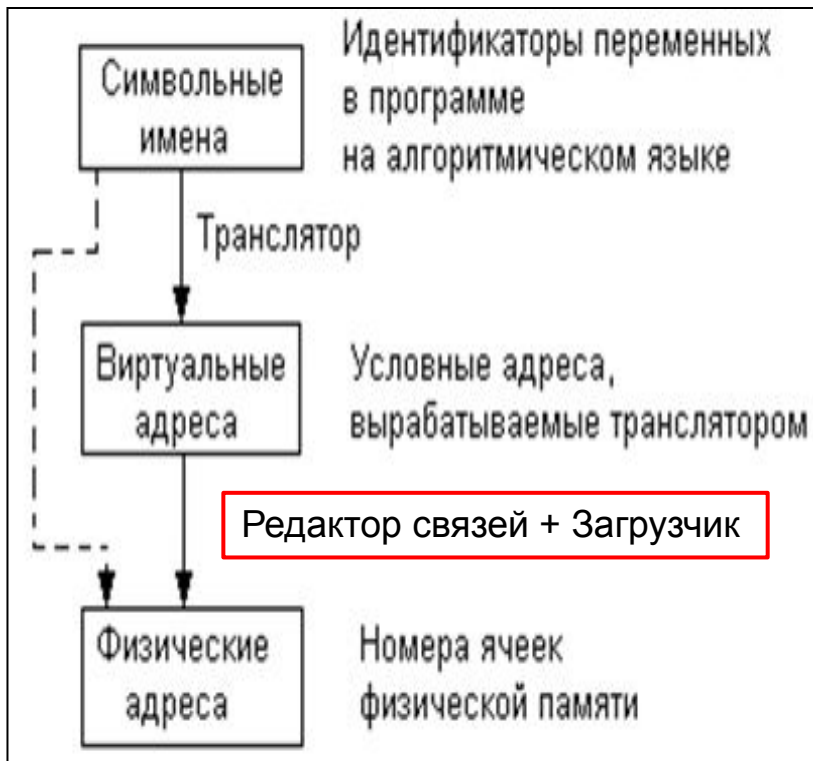 Символьные
имена
Идентификаторы переменных
в программе
на алгоритмическом языке
Транслятор
Виртуальные
адреса
Условные адреса,
вырабатываемые транслятором
Редактор связей + Загрузчик
Физические
адреса
Номера ячеек
физической памяти